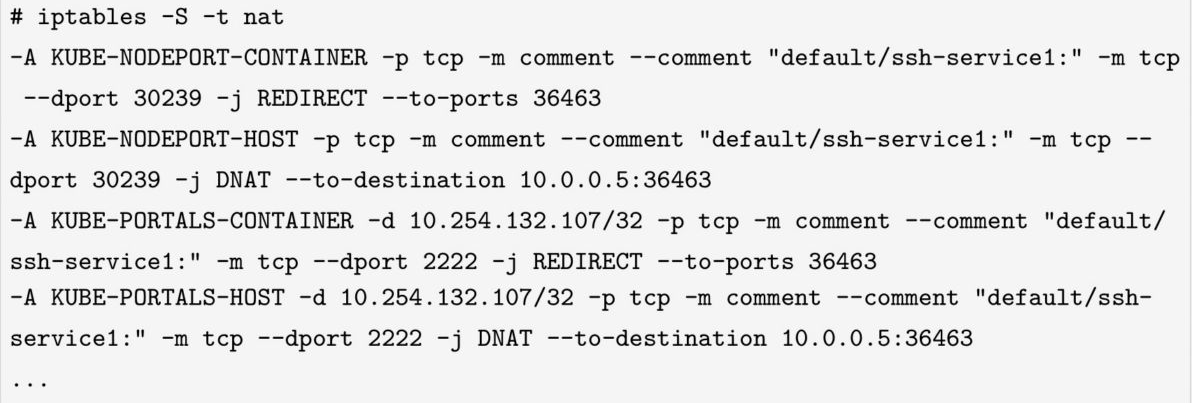 # iptables -S -t nat
-A KUBE-NODEPORT-CONTAINER -p tcp -m comment --comment "default/ssh-service1:" -m tcp
--dport 30239 -j REDIRECT --to-ports 36463
-A KUBE-NODEPORT-HOST -p tcp -m comment --comment "default/ssh-service1:" -m tcp --
dport 30239 -j DNAT --to-destination 10.0.0.5:36463
-A KUBE-PORTALS-CONTAINER -d 10.254.132.107/32 -p tcp -m comment --comment "default/
ssh-service1:" -m tcp --dport 2222 -j REDIRECT --to-ports 36463
-A KUBE-PORTALS-HOST -d 10.254.132.107/32 -p tcp -m comment --comment "default/ssh-
service1:" -m tcp --dport 2222 -j DNAT --to-destination 10.0.0.5:36463
...